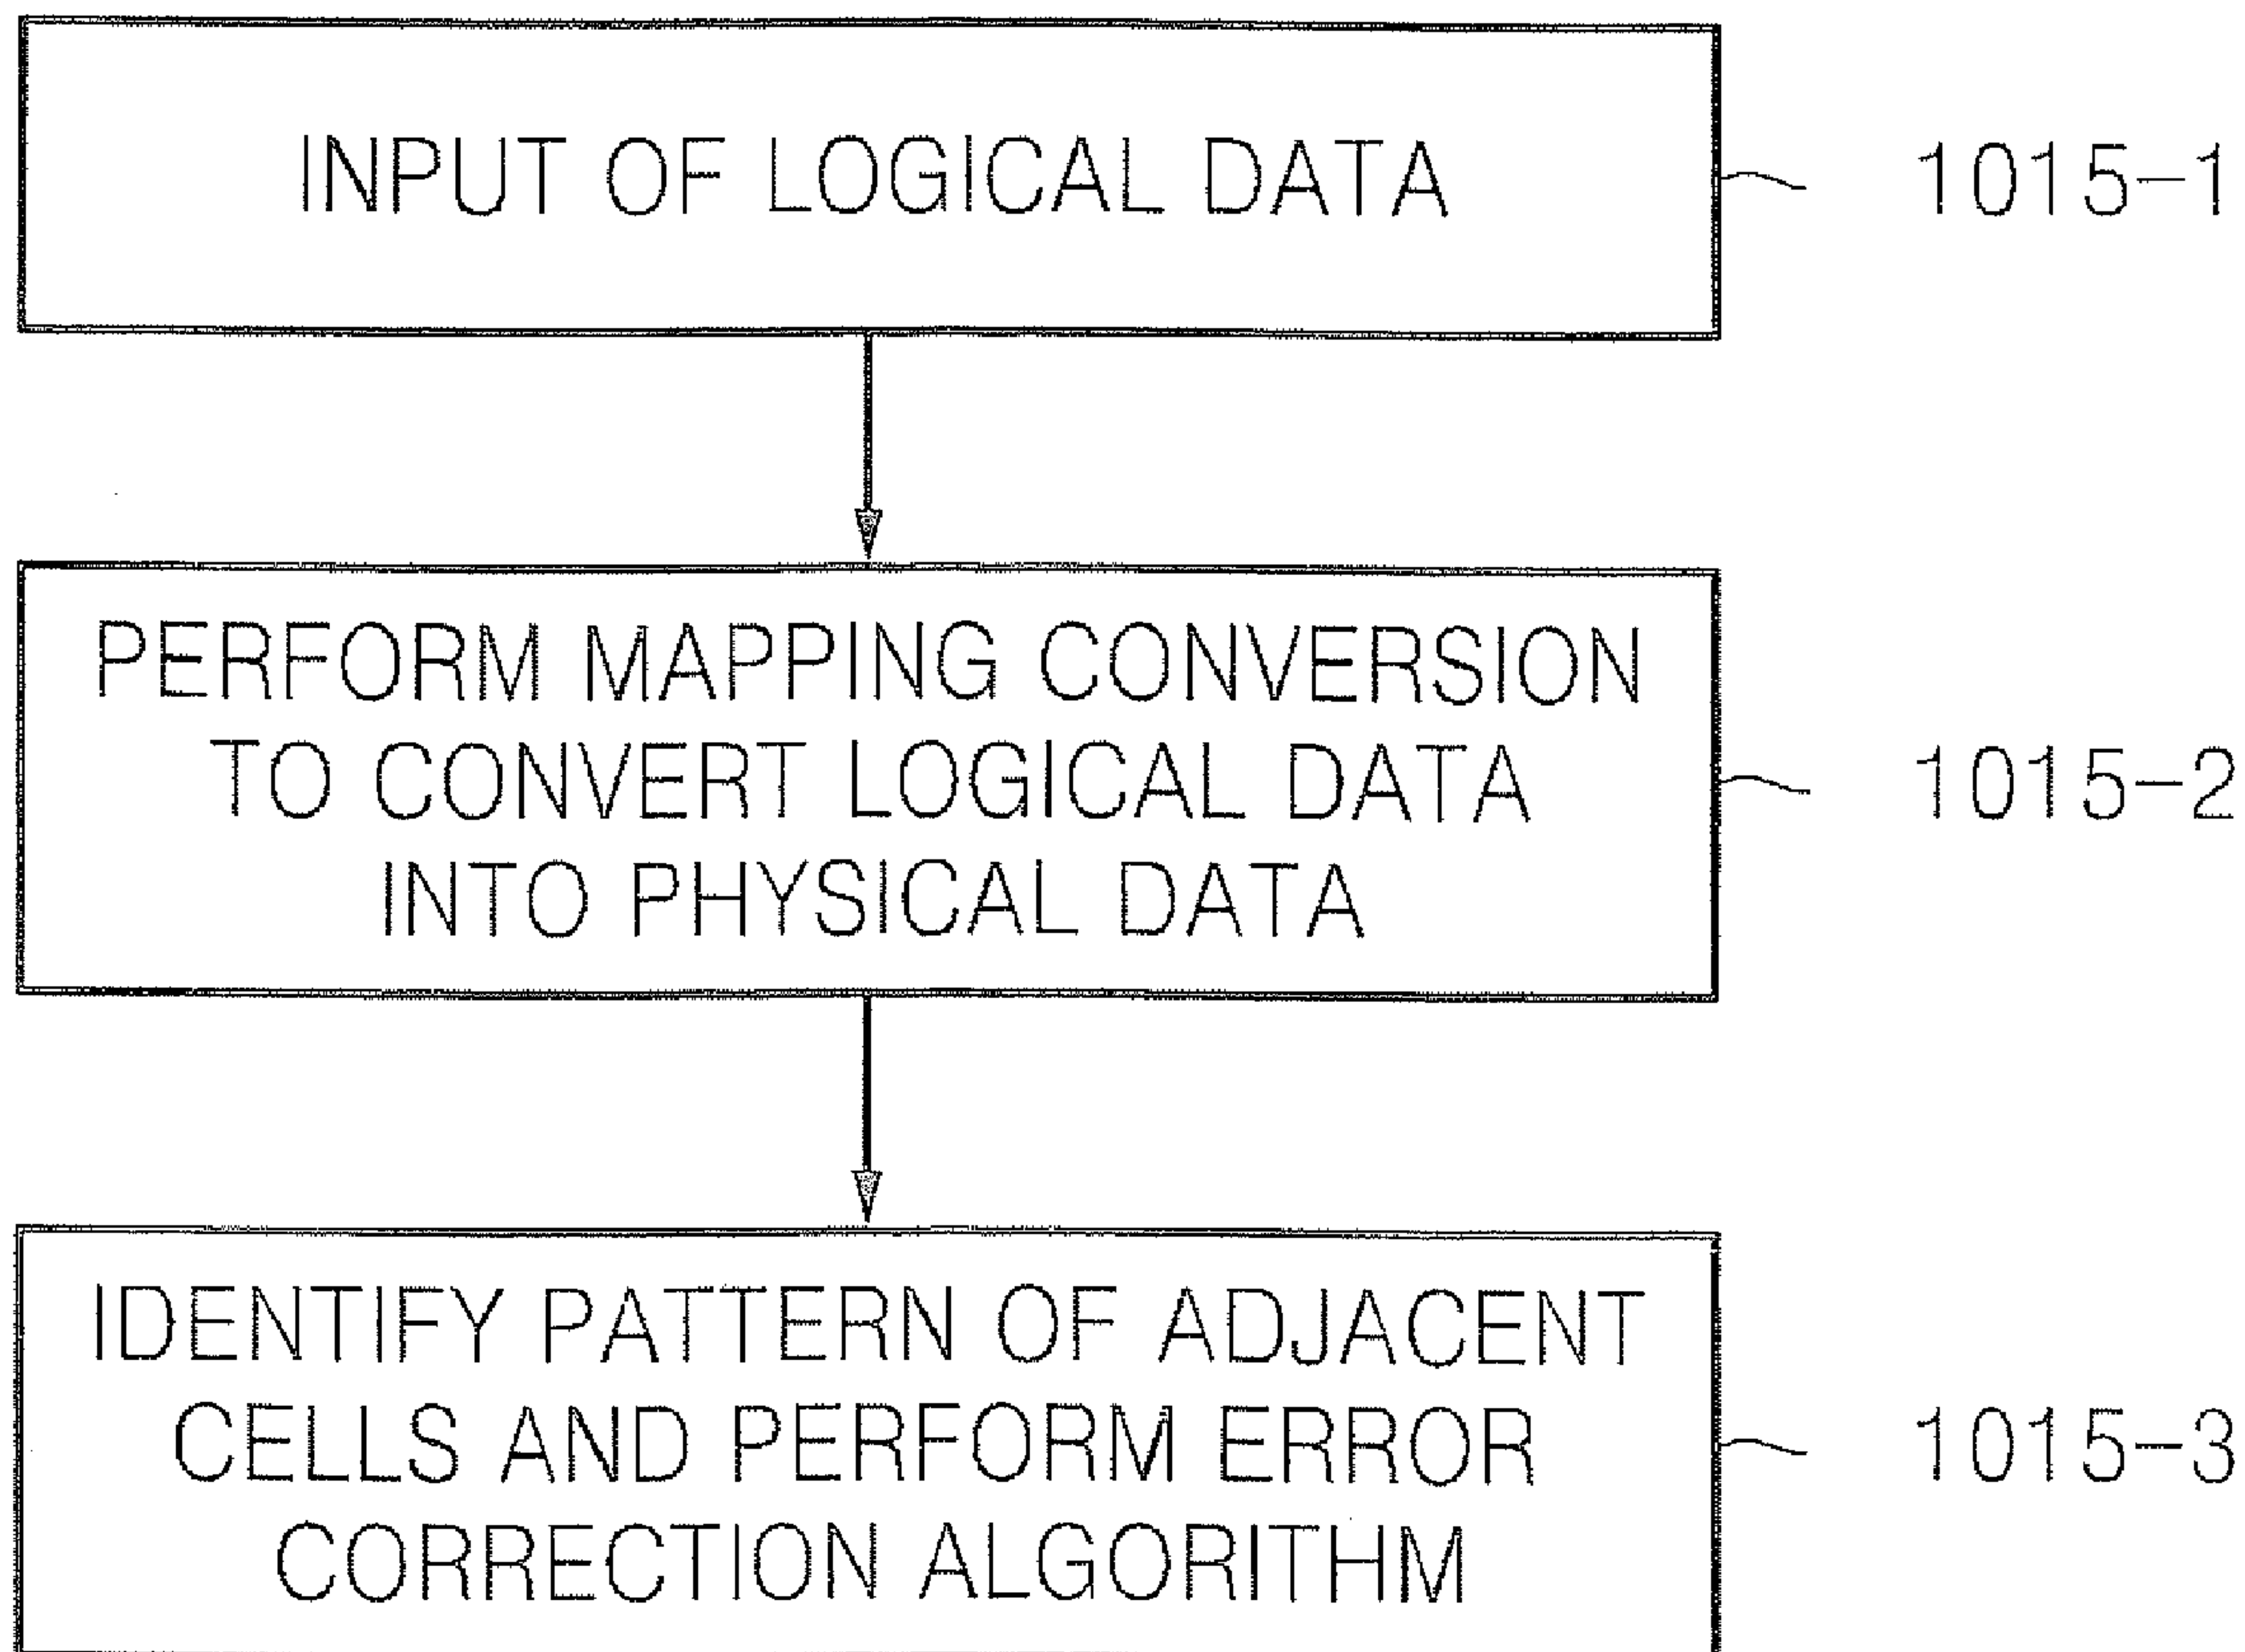 INPUT OF LOGICAL DATA
1015-1
PERFORM MAPPING CONVERSION
TO CONVERT LOGICAL DATA
INTO PHYSICAL DATA
1015-2
IDENTIFY PATTERN OF ADJACENT
CELLS AND PERFORM ERROR
CORRECTION ALGORITHM
1015-3